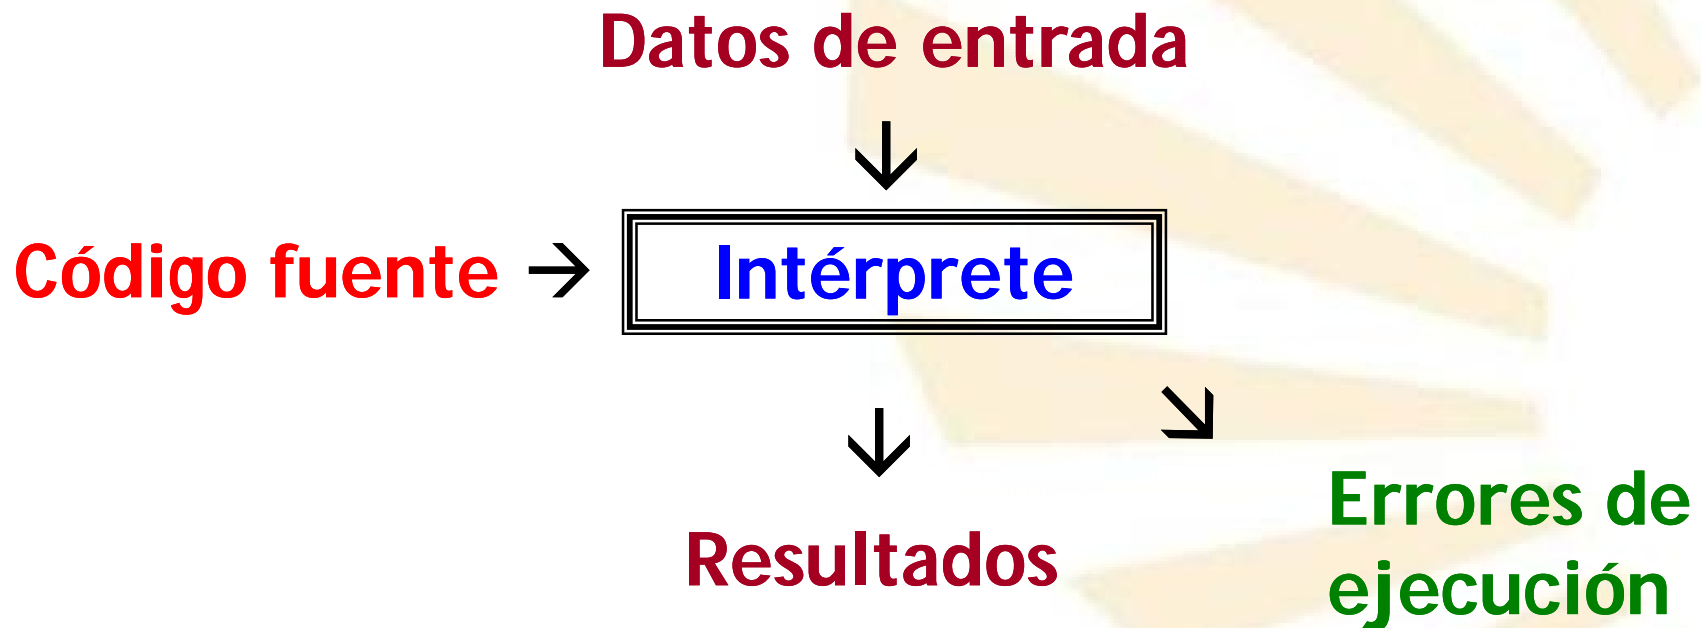 Datos de entrada
Código fuente → Intérprete
Resultados
Errores de
ejecución